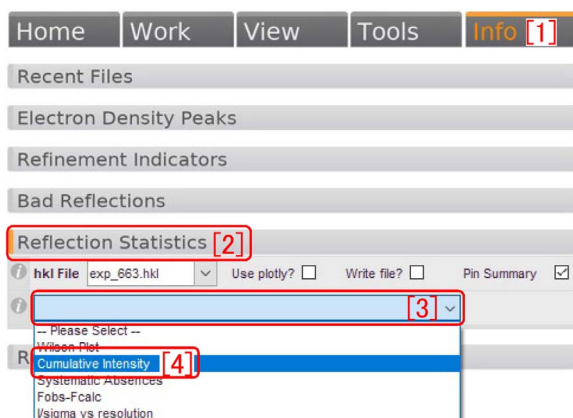 Home Work View Tools Info [1]
Recent Files
Electron Density Peaks
Refinement Indicators
Bad Reflections
Reflection Statistics [2]
hkl File exp_663.hkl Use plotly? Write file? Pin Summary
[3]
-- Please Select --
Wilson Plot
R
Cumulative Intensity [4]
Systematic Absences
Fobs-Fcalc
I/sigma vs resolution